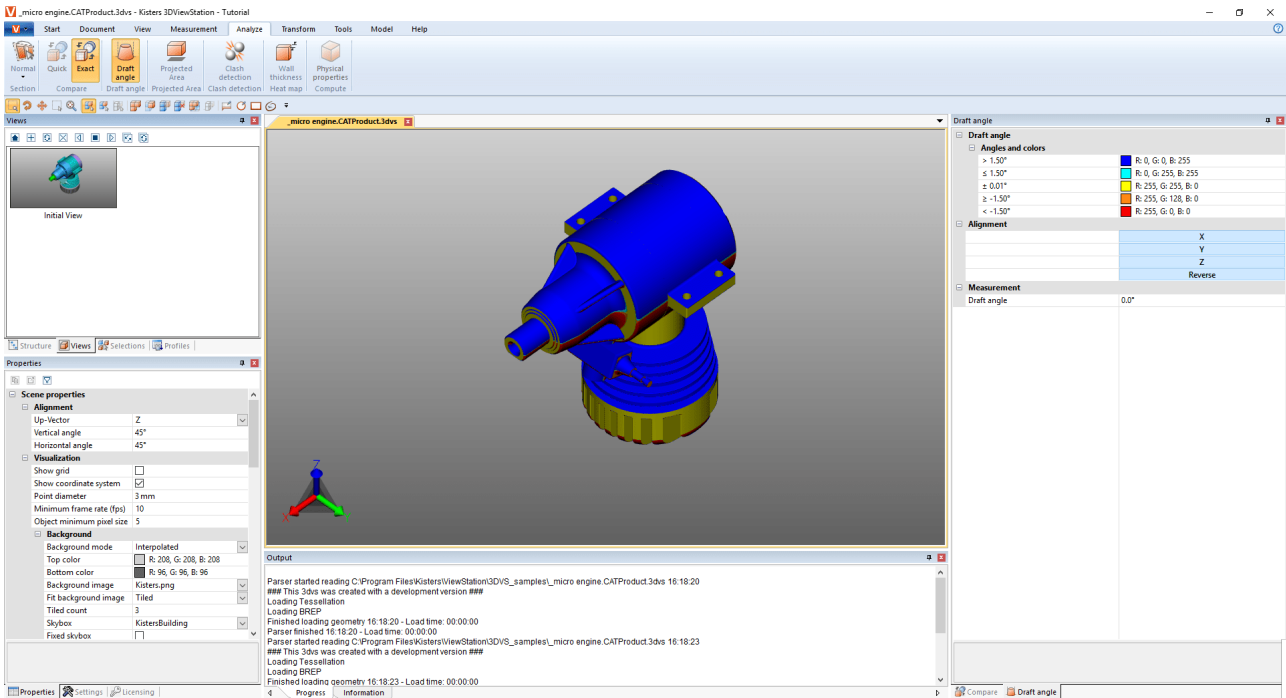 _micro engine.CATProduct.3dvs - Kisters 3DViewStation - Tutorial
Start Document View Measurement Analyze Transform Tools Model Help
Normal Quick Exact Draft angle Projected Area Clash detection Wall thickness Physical properties
Section Compare Draft angle Projected Area Clash detection Heat map Compute
Views
Initial View
Structure Views Selections Profiles
Properties
Scene properties
Alignment
Up-Vector Z
Vertical angle 45°
Horizontal angle 45°
Visualization
Show grid
Show coordinate system
Point diameter 3 mm
Minimum frame rate (fps) 10
Object minimum pixel size 5
Background
Background mode Interpolated
Top color R: 208, G: 208, B: 208
Bottom color R: 96, G: 96, B: 96
Background image Kisters.png
Fit background image Tiled
Tiled count 3
Skybox KistersBuilding
Fixed skybox
Properties Settings Licensing
_micro engine.CATProduct.3dvs
Z
X
Y
Output
Parser started reading C:\Program Files\Kisters\ViewStation\3DVS_samples\_micro engine.CATProduct.3dvs 16:18:20
### This 3dvs was created with a development version ###
Loading Tessellation
Loading BREP
Finished loading geometry 16:18:20 - Load time: 00:00:00
Parser finished 16:18:20 - Load time: 00:00:00
Parser started reading C:\Program Files\Kisters\ViewStation\3DVS_samples\_micro engine.CATProduct.3dvs 16:18:23
### This 3dvs was created with a development version ###
Loading Tessellation
Loading BREP
Finished loading geometry 16:18:23 - Load time: 00:00:00
Progress Information
Draft angle
Draft angle
Angles and colors
> 1.50° R: 0, G: 0, B: 255
≤ 1.50° R: 0, G: 255, B: 255
± 0.01° R: 255, G: 255, B: 0
≥ -1.50° R: 255, G: 128, B: 0
< -1.50° R: 255, G: 0, B: 0
Alignment
X
Y
Z
Reverse
Measurement
Draft angle 0.0°
Compare Draft angle